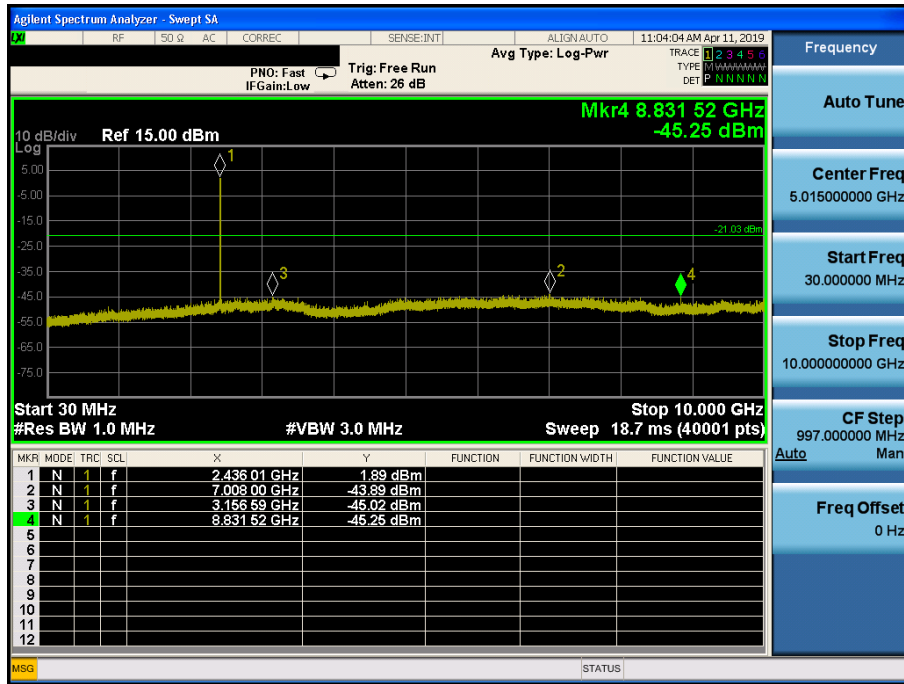 Agilent Spectrum Analyzer - Swept SA
LXI RF 50 Ω AC CORREC SENSE:INT ALIGN AUTO 11:04:04 AM Apr 11, 2019
Avg Type: Log-Pwr TRACE 1 2 3 4 5 6
PNO: Fast Trig: Free Run TYPE M W W W W W
IFGain:Low Atten: 26 dB DET P N N N N N
Mkr4 8.831 52 GHz
-45.25 dBm
10 dB/div Ref 15.00 dBm
Log
5.00
-5.00
-15.0
-25.0
-35.0
-45.0
-55.0
-65.0
-75.0
1
3
2
4
-21.03 dBm
Start 30 MHz Stop 10.000 GHz
#Res BW 1.0 MHz #VBW 3.0 MHz Sweep 18.7 ms (40001 pts)
MKR MODE TRC SCL X Y FUNCTION FUNCTION WIDTH FUNCTION VALUE
1 N 1 f 2.436 01 GHz 1.89 dBm
2 N 1 f 7.008 00 GHz -43.89 dBm
3 N 1 f 3.156 59 GHz -45.02 dBm
4 N 1 f 8.831 52 GHz -45.25 dBm
5
6
7
8
9
10
11
12
MSG STATUS
Frequency
Auto Tune
Center Freq
5.015000000 GHz
Start Freq
30.000000 MHz
Stop Freq
10.000000000 GHz
CF Step
997.000000 MHz
Auto Man
Freq Offset
0 Hz